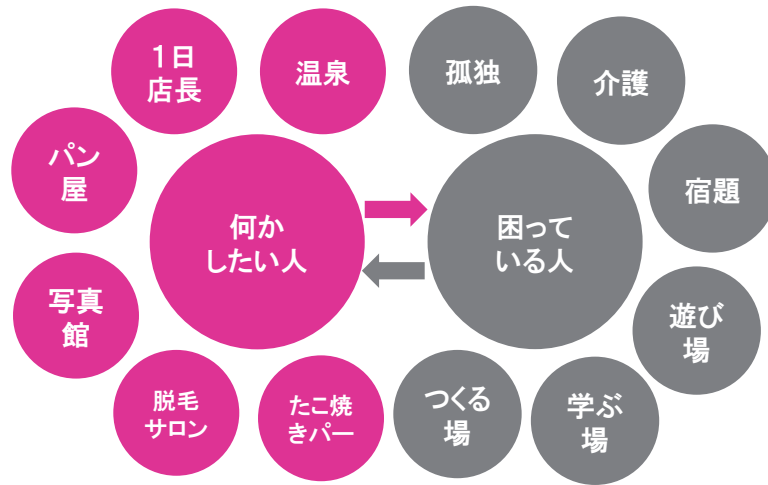 1日
店長
温泉
孤独
介護
パン
屋
宿題
何か
したい人
困って
いる人
写真
館
遊び
場
脱毛
サロン
たこ焼
きパー
つくる
場
学ぶ
場